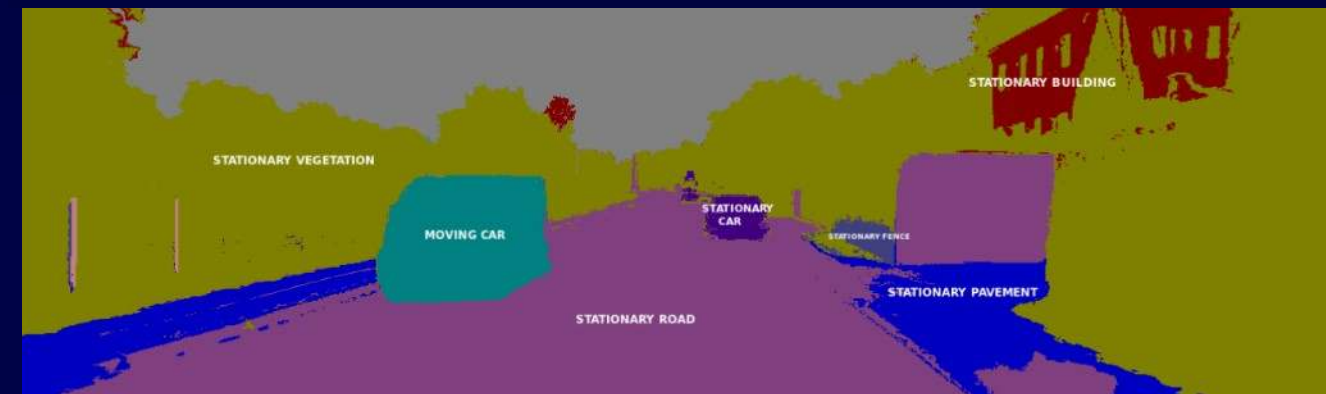 STATIONARY BUILDING
STATIONARY VEGETATION
STATIONARY
CAR
MOVING CAR
STATIONARY FENCE
STATIONARY PAVEMENT
STATIONARY ROAD